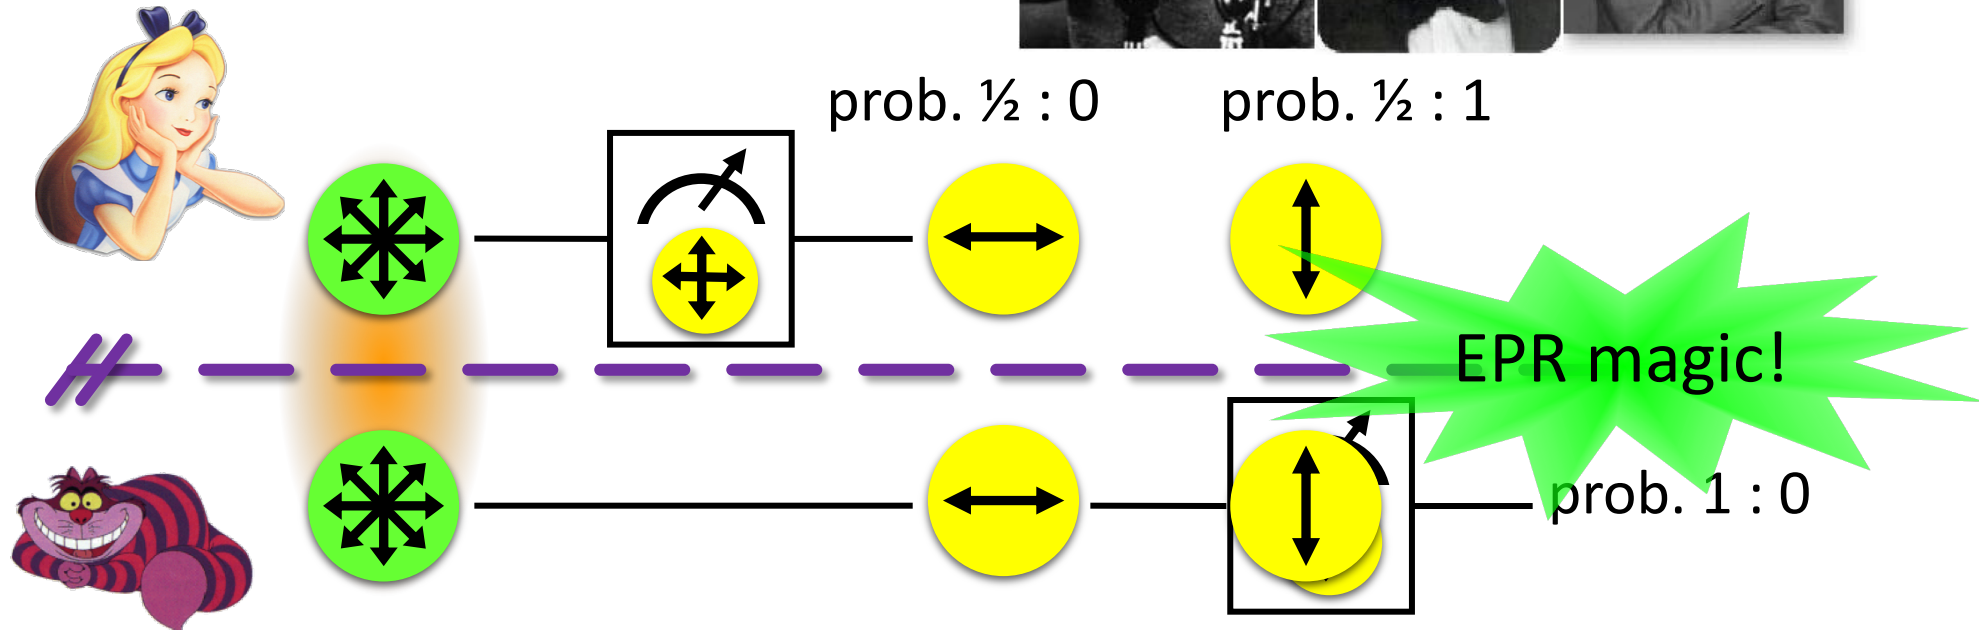 prob. ½ : 0
prob. ½ : 1
EPR magic!
prob. 1 : 0